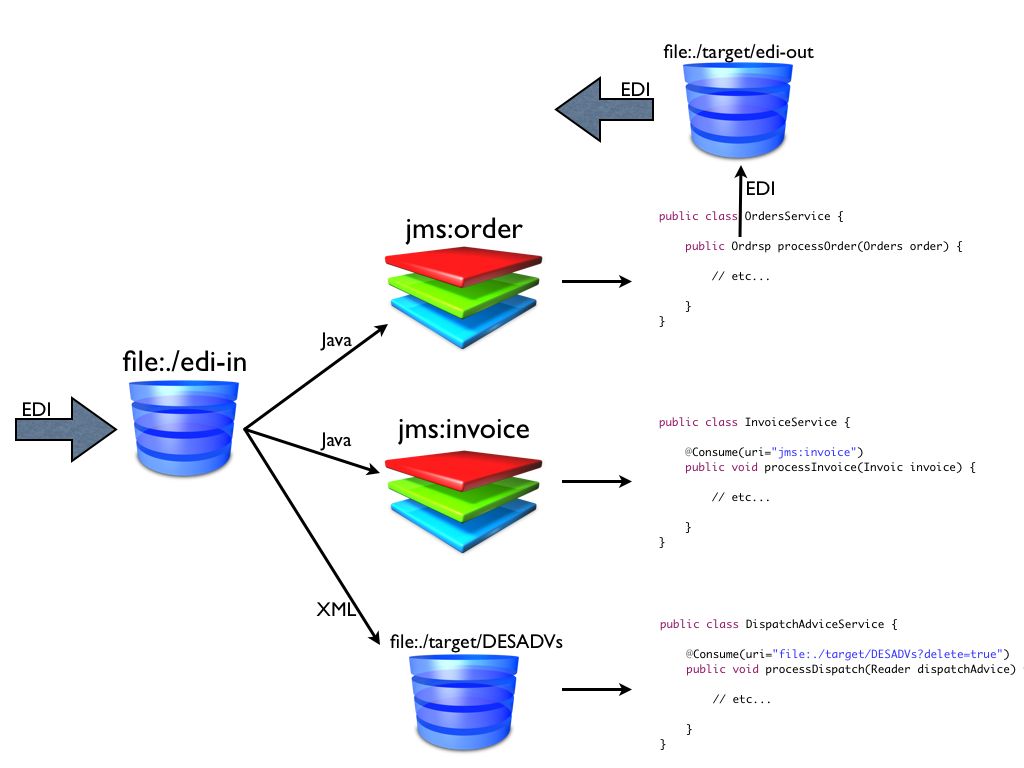 file:./target/edi-out
EDI
EDI
public class OrdersService {
public Ordrsp processOrder(Orders order) {
// etc...
}
}
jms:order
Java
file:./edi-in
EDI
Java
jms:invoice
public class InvoiceService {
@Consume(uri="jms:invoice")
public void processInvoice(Invoic invoice) {
// etc...
}
}
XML
file:./target/DESADVs
public class DispatchAdviceService {
@Consume(uri="file:./target/DESADVs?delete=true")
public void processDispatch(Reader dispatchAdvice)
// etc...
}
}